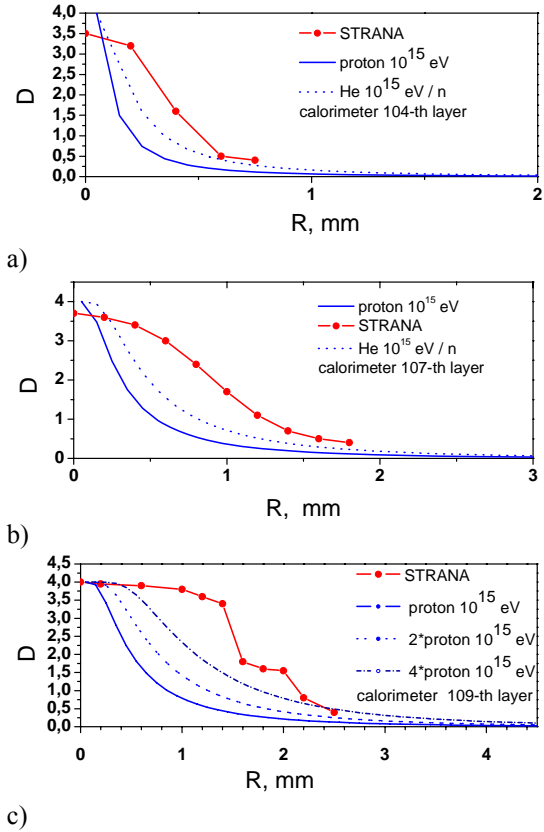 4,0
3,5
3,0
2,5
2,0
1,5
1,0
0,5
0,0
D
STRANA
proton 10^15 eV
He 10^15 eV / n
calorimeter 104-th layer
0 1 2
R, mm
a)
4
3
2
1
0
D
proton 10^15 eV
STRANA
He 10^15 eV / n
calorimeter 107-th layer
0 1 2 3
R, mm
b)
4,5
4,0
3,5
3,0
2,5
2,0
1,5
1,0
0,5
0,0
D
STRANA
proton 10^15 eV
2*proton 10^15 eV
4*proton 10^15 eV
calorimeter 109-th layer
0 1 2 3 4
R, mm
c)